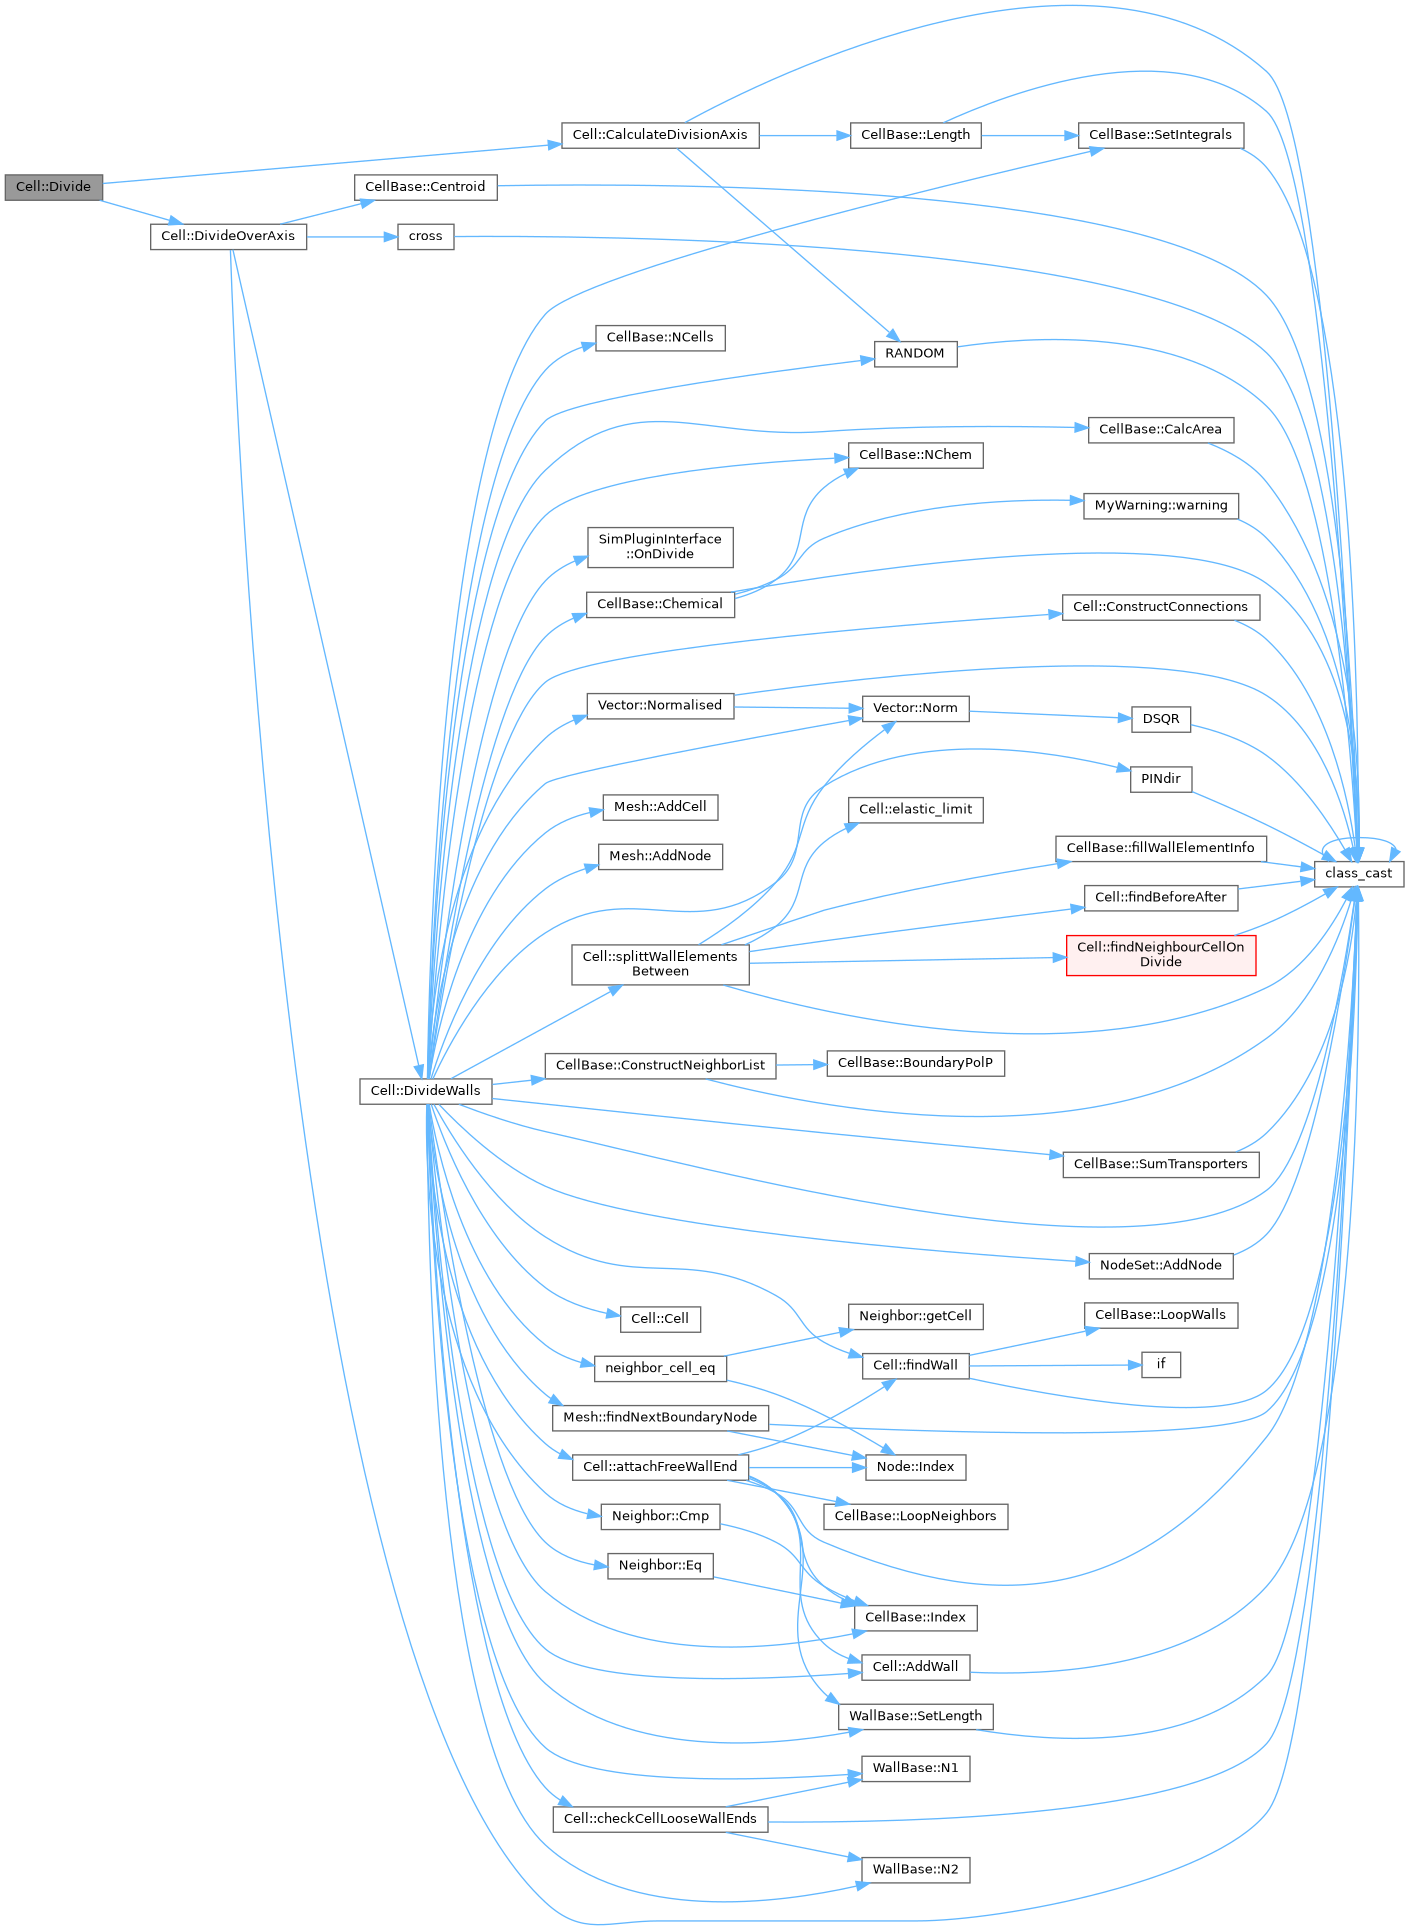 Cell::Divide
Cell::CalculateDivisionAxis
CellBase::Length
CellBase::SetIntegrals
CellBase::Centroid
Cell::DivideOverAxis
cross
CellBase::NCells
RANDOM
CellBase::CalcArea
CellBase::NChem
MyWarning::warning
SimPluginInterface
::OnDivide
CellBase::Chemical
Cell::ConstructConnections
Vector::Normalised
Vector::Norm
DSQR
PINdir
Mesh::AddCell
Cell::elastic_limit
Mesh::AddNode
CellBase::fillWallElementInfo
class_cast
Cell::findBeforeAfter
Cell::splittWallElements
Between
Cell::findNeighbourCellOn
Divide
CellBase::ConstructNeighborList
CellBase::BoundaryPolP
Cell::DivideWalls
CellBase::SumTransporters
NodeSet::AddNode
Cell::Cell
Neighbor::getCell
CellBase::LoopWalls
neighbor_cell_eq
Cell::findWall
if
Mesh::findNextBoundaryNode
Cell::attachFreeWallEnd
Node::Index
Neighbor::Cmp
CellBase::LoopNeighbors
Neighbor::Eq
CellBase::Index
Cell::AddWall
WallBase::SetLength
WallBase::N1
Cell::checkCellLooseWallEnds
WallBase::N2